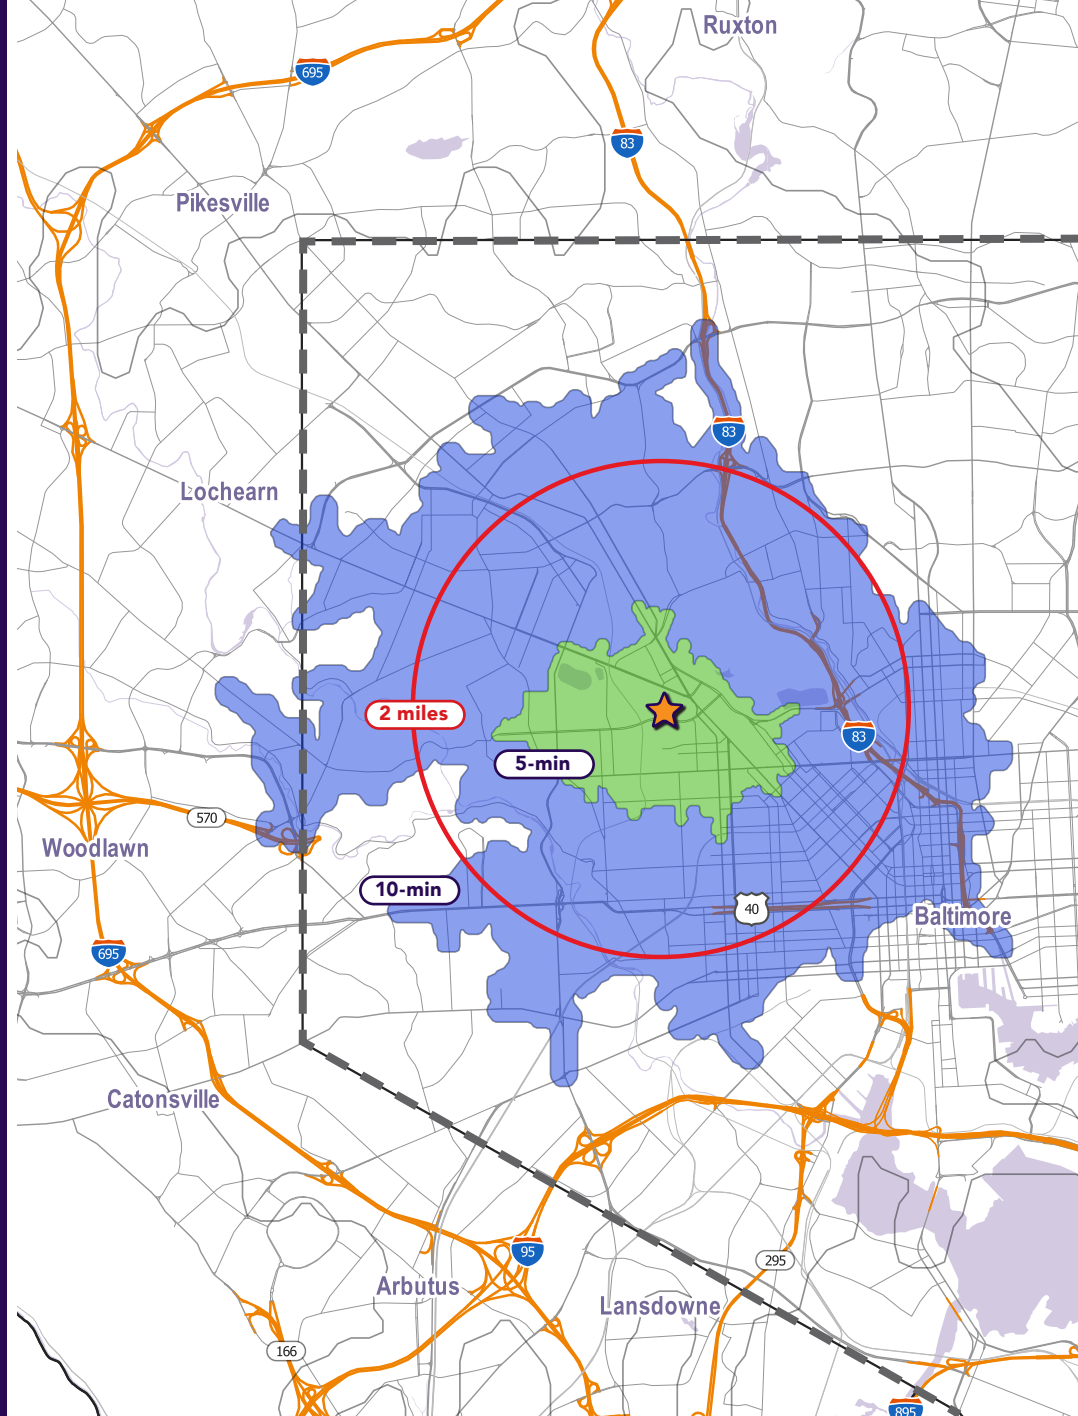 Ruxton
695
83
Pikesville
83
Lochearn
2 miles
83
5-min
570
Woodlawn
10-min
40
Baltimore
695
Catonsville
95
295
Arbutus
Lansdowne
166
895